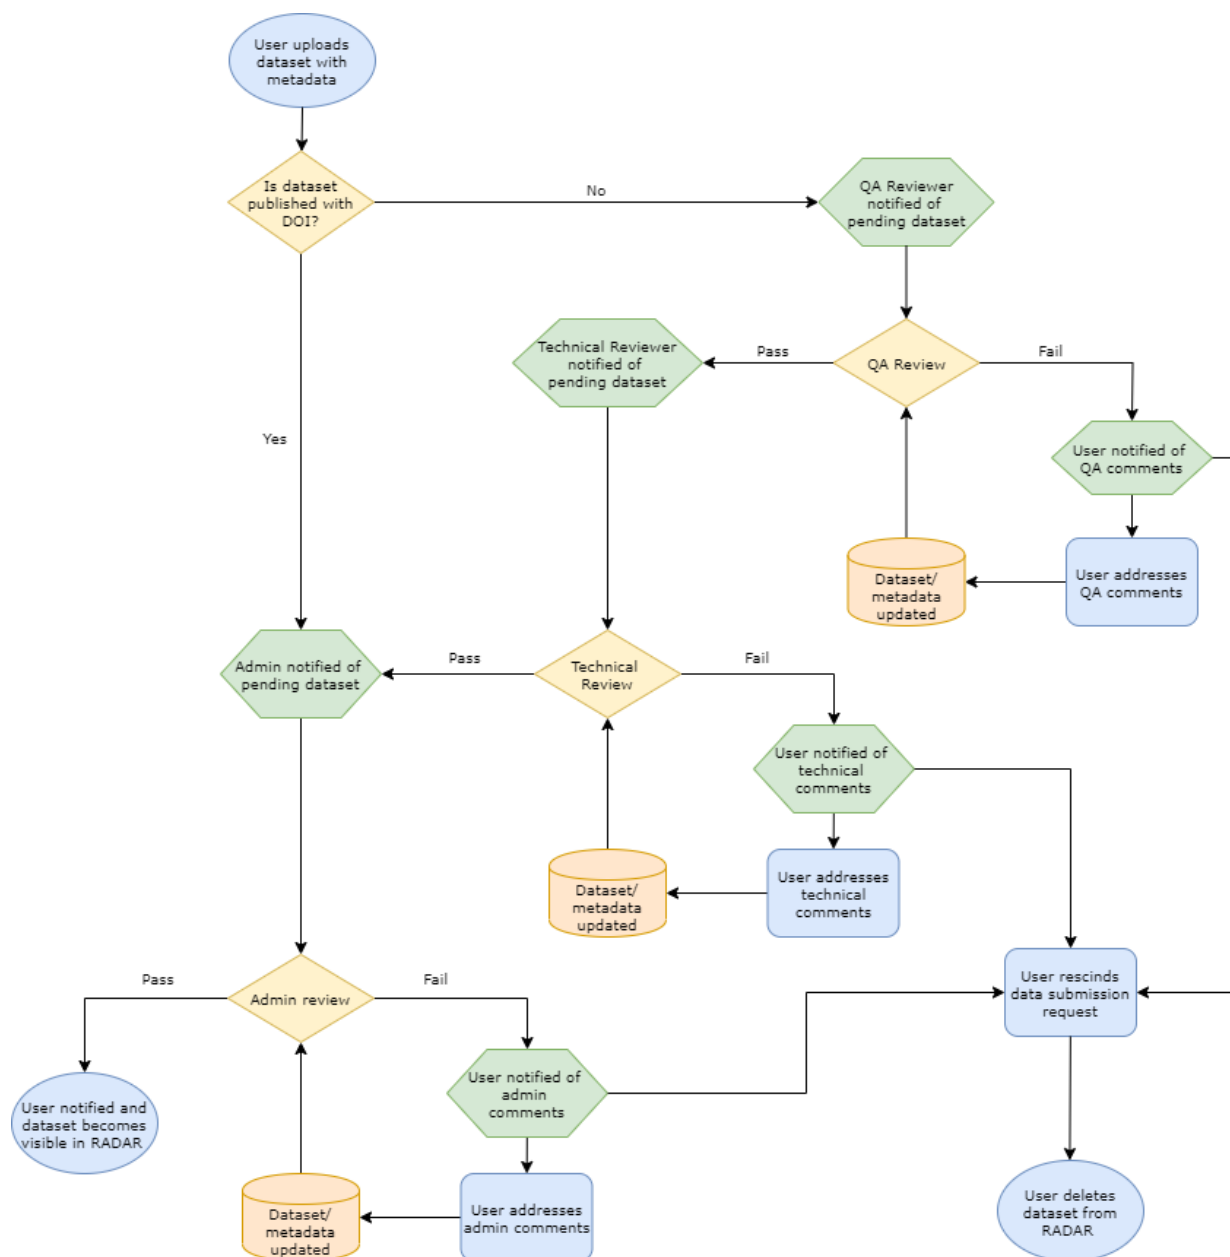 User uploads
dataset with
metadata
Is dataset
published with
DOI?
No
QA Reviewer
notified of
pending dataset
Technical Reviewer
notified of
pending dataset
Pass
QA Review
Fail
Yes
User notified of
QA comments
Dataset/
metadata
updated
User addresses
QA comments
Admin notified of
pending dataset
Pass
Technical
Review
Fail
User notified of
technical
comments
Dataset/
metadata
updated
User addresses
technical
comments
Pass
Admin review
Fail
User rescinds
data submission
request
User notified and
dataset becomes
visible in RADAR
User notified of
admin
comments
Dataset/
metadata
updated
User addresses
admin comments
User deletes
dataset from
RADAR